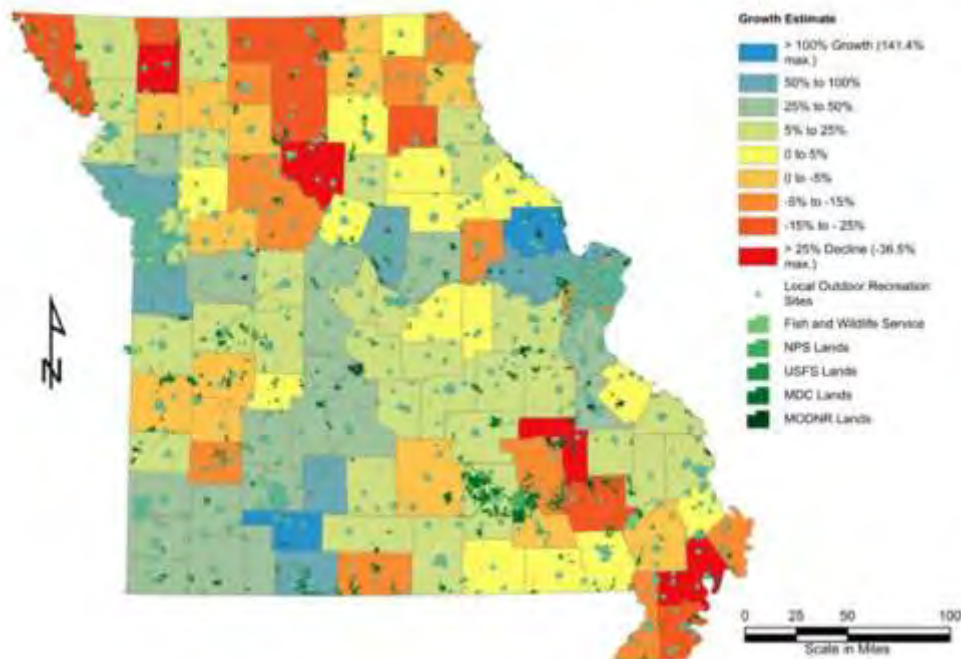 Growth Estimate
> 100% Growth (141.4%
max.)
50% to 100%
25% to 50%
5% to 25%
0 to 5%
0 to -5%
-5% to -15%
-15% to - 25%
> 25% Decline (-36.5%
max.)
Local Outdoor Recreation
Sites
Fish and Wildlife Service
NPS Lands
USFS Lands
MDC Lands
MODNR Lands
N
0 25 50 100
Scale in Miles